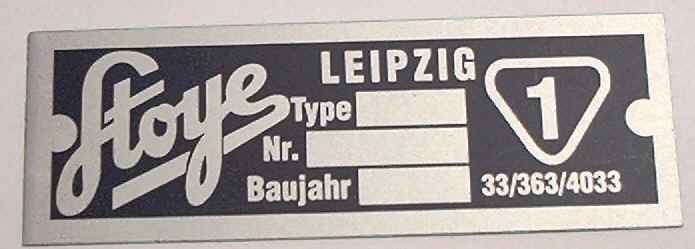 Stoye
LEIPZIG
Type
Nr.
Baujahr
1
33/363/4033